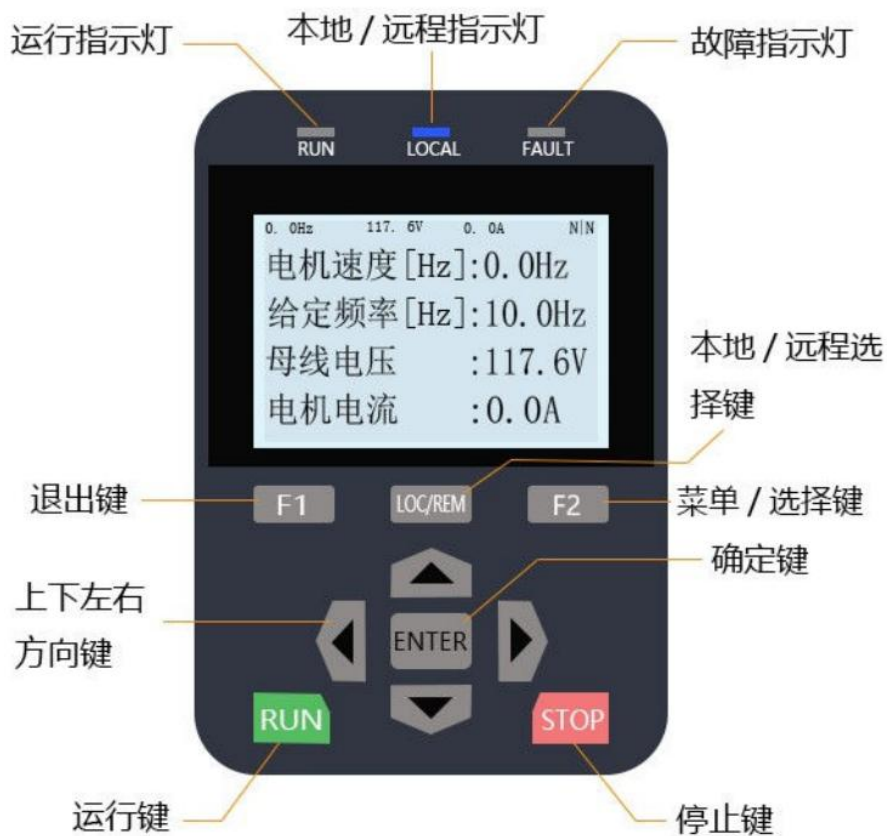 运行指示灯
本地 / 远程指示灯
故障指示灯
RUN
LOCAL
FAULT
0. 0Hz 117. 6V 0. 0A N|N
电机速度[Hz]:0.0Hz
给定频率[Hz]:10.0Hz
母线电压 :117.6V
电机电流 :0.0A
本地 / 远程选
择键
退出键
F1
LOC/REM
F2
菜单 / 选择键
确定键
上下左右
方向键
ENTER
RUN
STOP
运行键
停止键